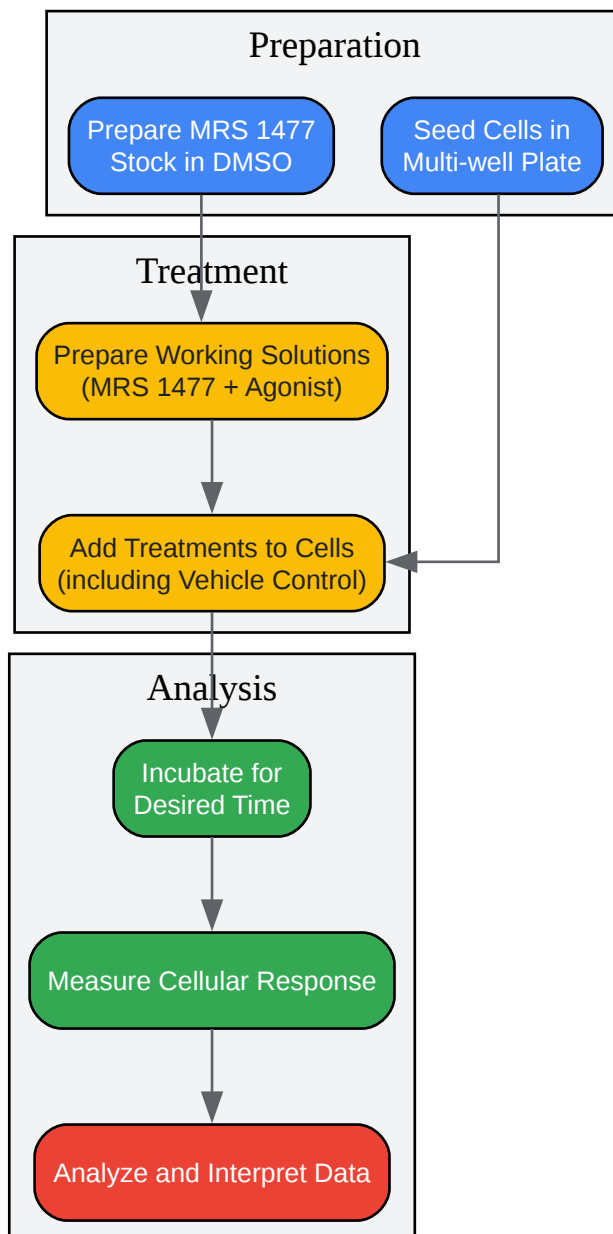 Preparation
Prepare MRS 1477
Stock in DMSO
Seed Cells in
Multi-well Plate
Treatment
Prepare Working Solutions
(MRS 1477 + Agonist)
Add Treatments to Cells
(including Vehicle Control)
Analysis
Incubate for
Desired Time
Measure Cellular Response
Analyze and Interpret Data